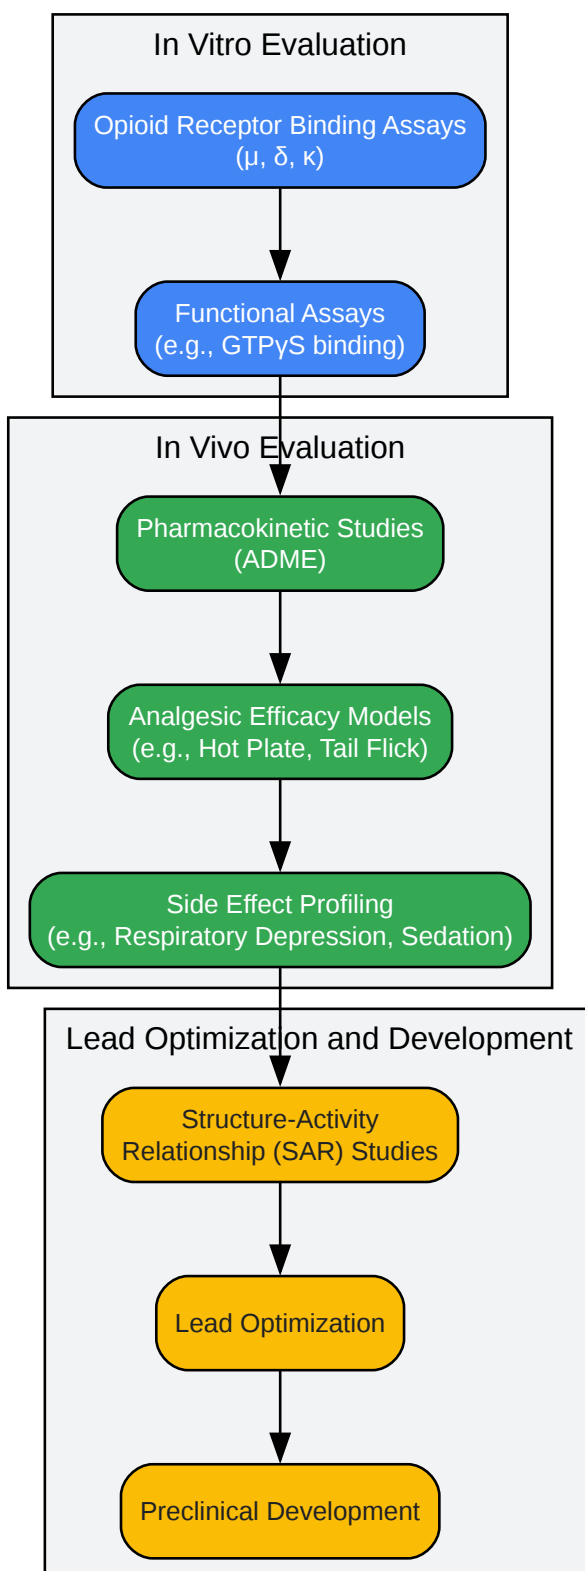 In Vitro Evaluation
Opioid Receptor Binding Assays
(μ, δ, κ)
Functional Assays
(e.g., GTPγS binding)
In Vivo Evaluation
Pharmacokinetic Studies
(ADME)
Analgesic Efficacy Models
(e.g., Hot Plate, Tail Flick)
Side Effect Profiling
(e.g., Respiratory Depression, Sedation)
Lead Optimization and Development
Structure-Activity
Relationship (SAR) Studies
Lead Optimization
Preclinical Development